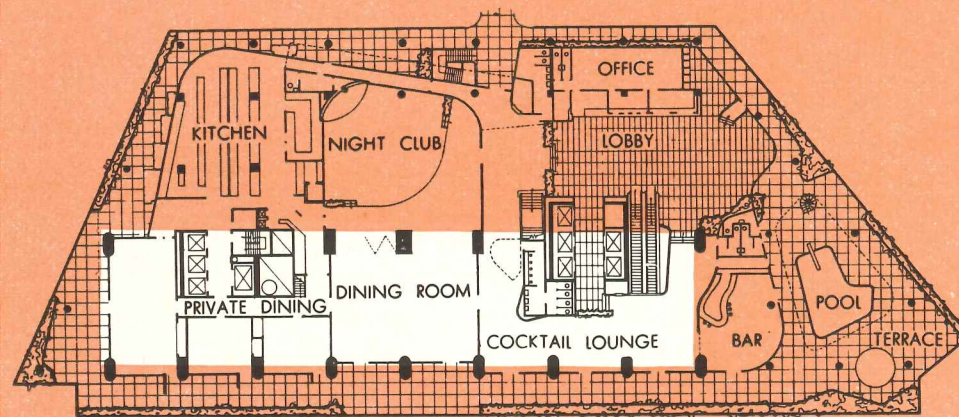 OFFICE
KITCHEN
NIGHT CLUB
LOBBY
PRIVATE DINING
DINING ROOM
POOL
COCKTAIL LOUNGE
BAR
TERRACE